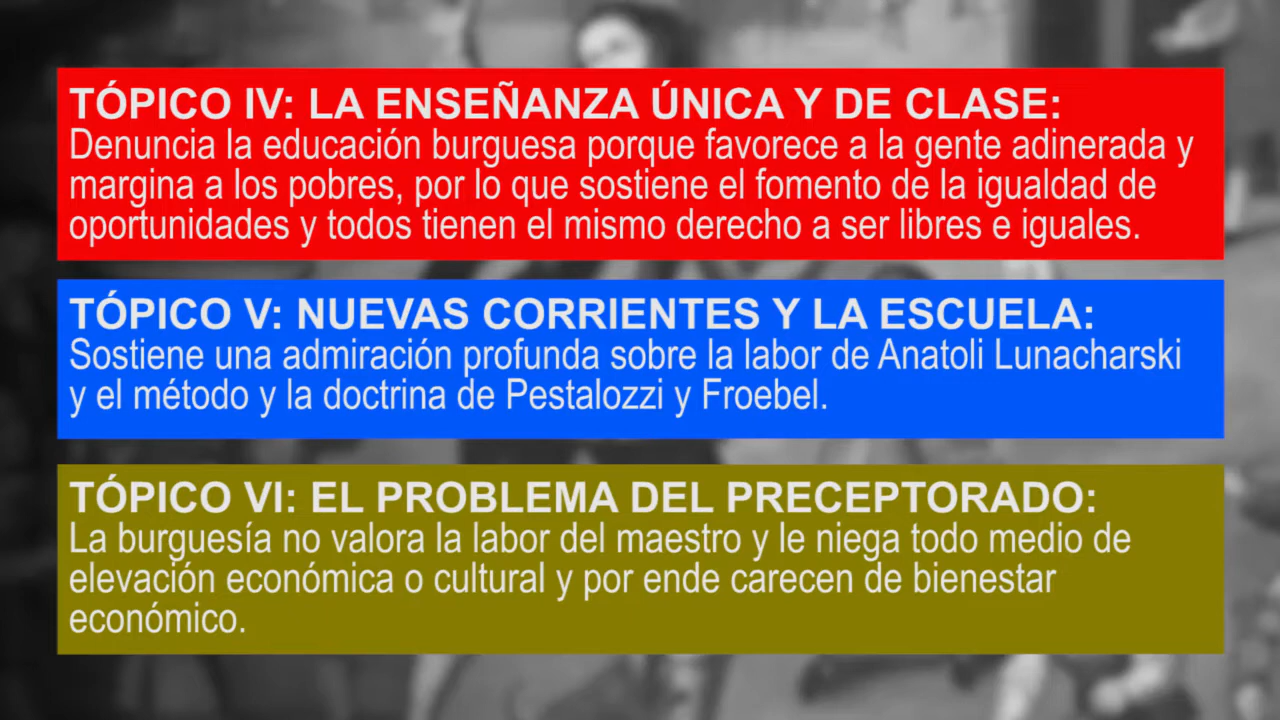 TÓPICO IV: LA ENSEÑANZA ÚNICA Y DE CLASE:
Denuncia la educación burguesa porque favorece a la gente adinerada y
margina a los pobres, por lo que sostiene el fomento de la igualdad de
oportunidades y todos tienen el mismo derecho a ser libres e iguales.
TÓPICO V: NUEVAS CORRIENTES Y LA ESCUELA:
Sostiene una admiración profunda sobre la labor de Anatoli Lunacharski
y el método y la doctrina de Pestalozzi y Froebel.
TÓPICO VI: EL PROBLEMA DEL PRECEPTORADO:
La burguesía no valora la labor del maestro y le niega todo medio de
elevación económica o cultural y por ende carecen de bienestar
económico.